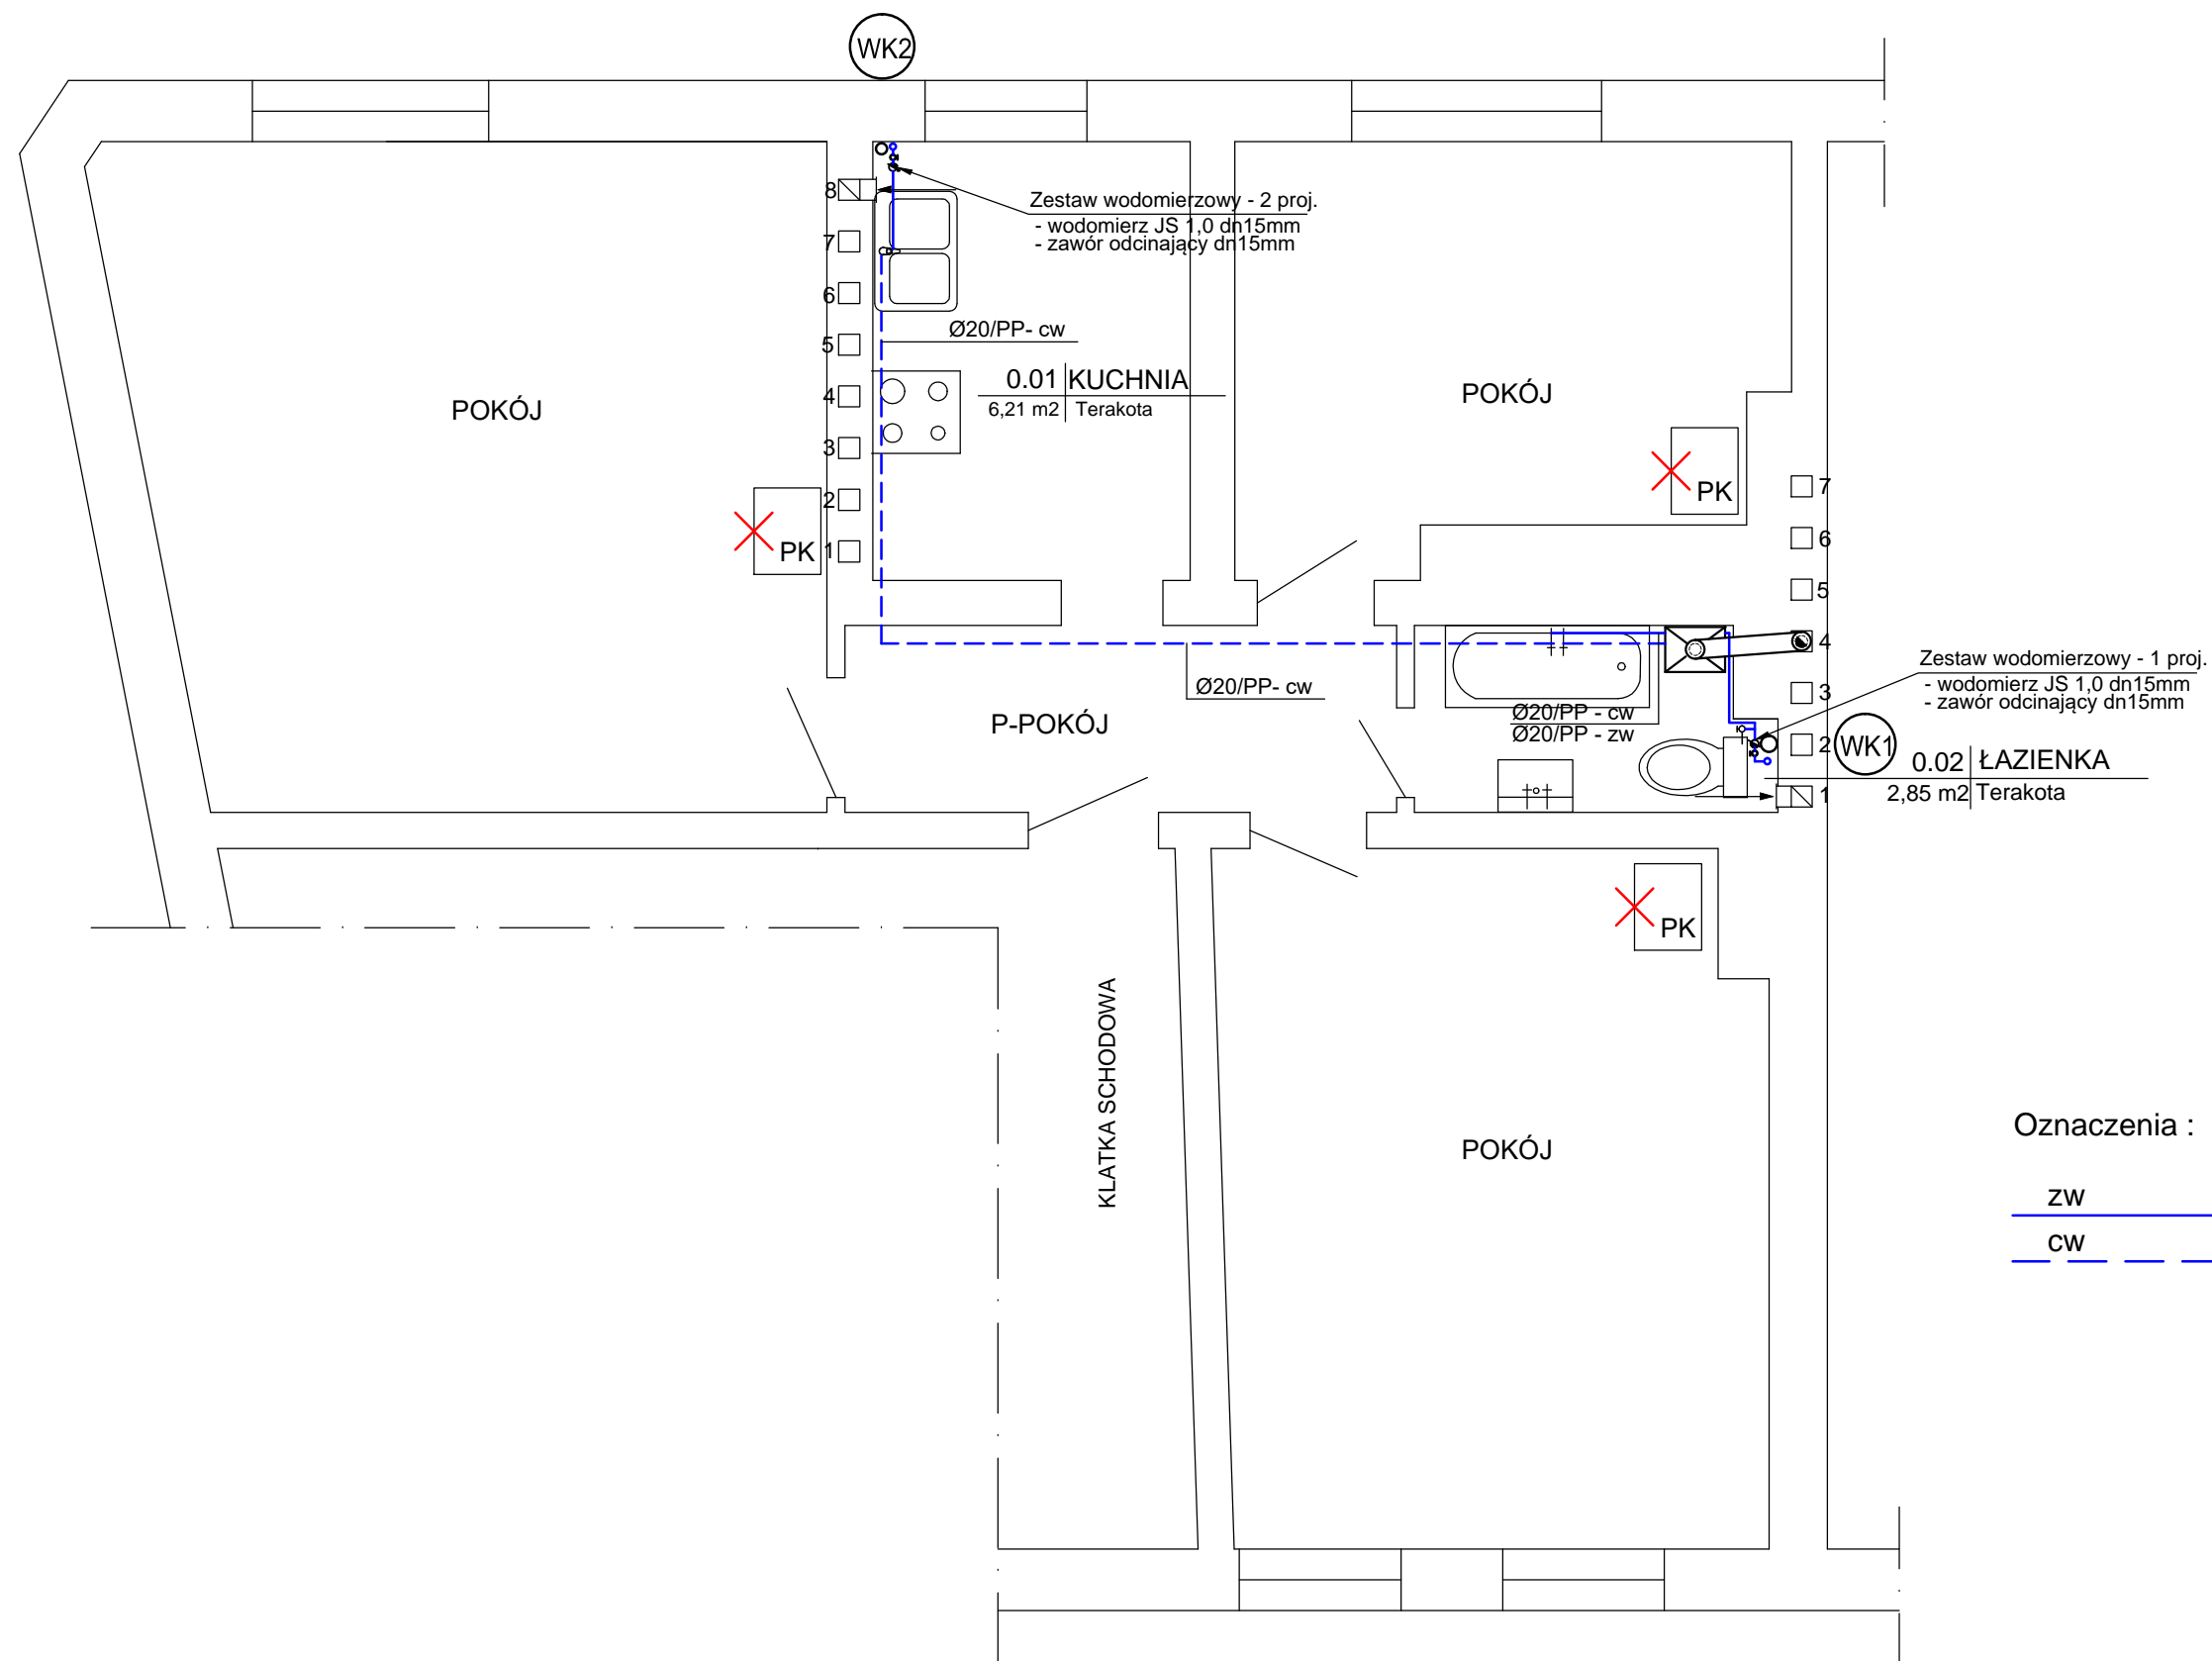 WK2
8
7
6
5
4
3
2
1
Zestaw wodomierzowy - 2 proj.
- wodomierz JS 1,0 dn15mm
- zawór odcinający dn15mm
Ø20/PP- cw
0.01 KUCHNIA
6,21 m2 Terakota
POKÓJ
POKÓJ
PK
PK
7
6
5
4
3
2
1
Zestaw wodomierzowy - 1 proj.
- wodomierz JS 1,0 dn15mm
- zawór odcinający dn15mm
Ø20/PP- cw
P-POKÓJ
Ø20/PP - cw
Ø20/PP - zw
WK1
0.02 ŁAZIENKA
2,85 m2 Terakota
PK
KLATKA SCHODOWA
POKÓJ
Oznaczenia :
zw
cw